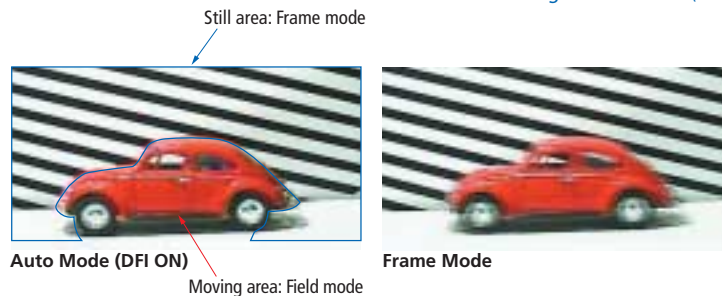 Still area: Frame mode
Auto Mode (DFI ON)
Frame Mode
Moving area: Field mode